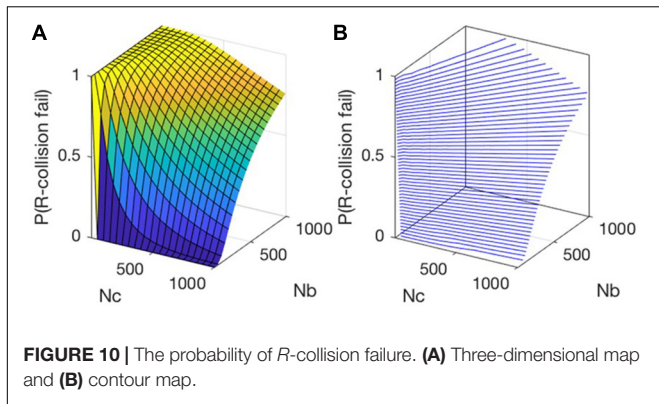 A
B
P(R-collision fail)
1
0.5
0
500
1000
Nc
500
1000
Nb
P(R-collision fail)
1
0.5
0
500
1000
Nc
500
1000
Nb
FIGURE 10 | The probability of R-collision failure. (A) Three-dimensional map
and (B) contour map.